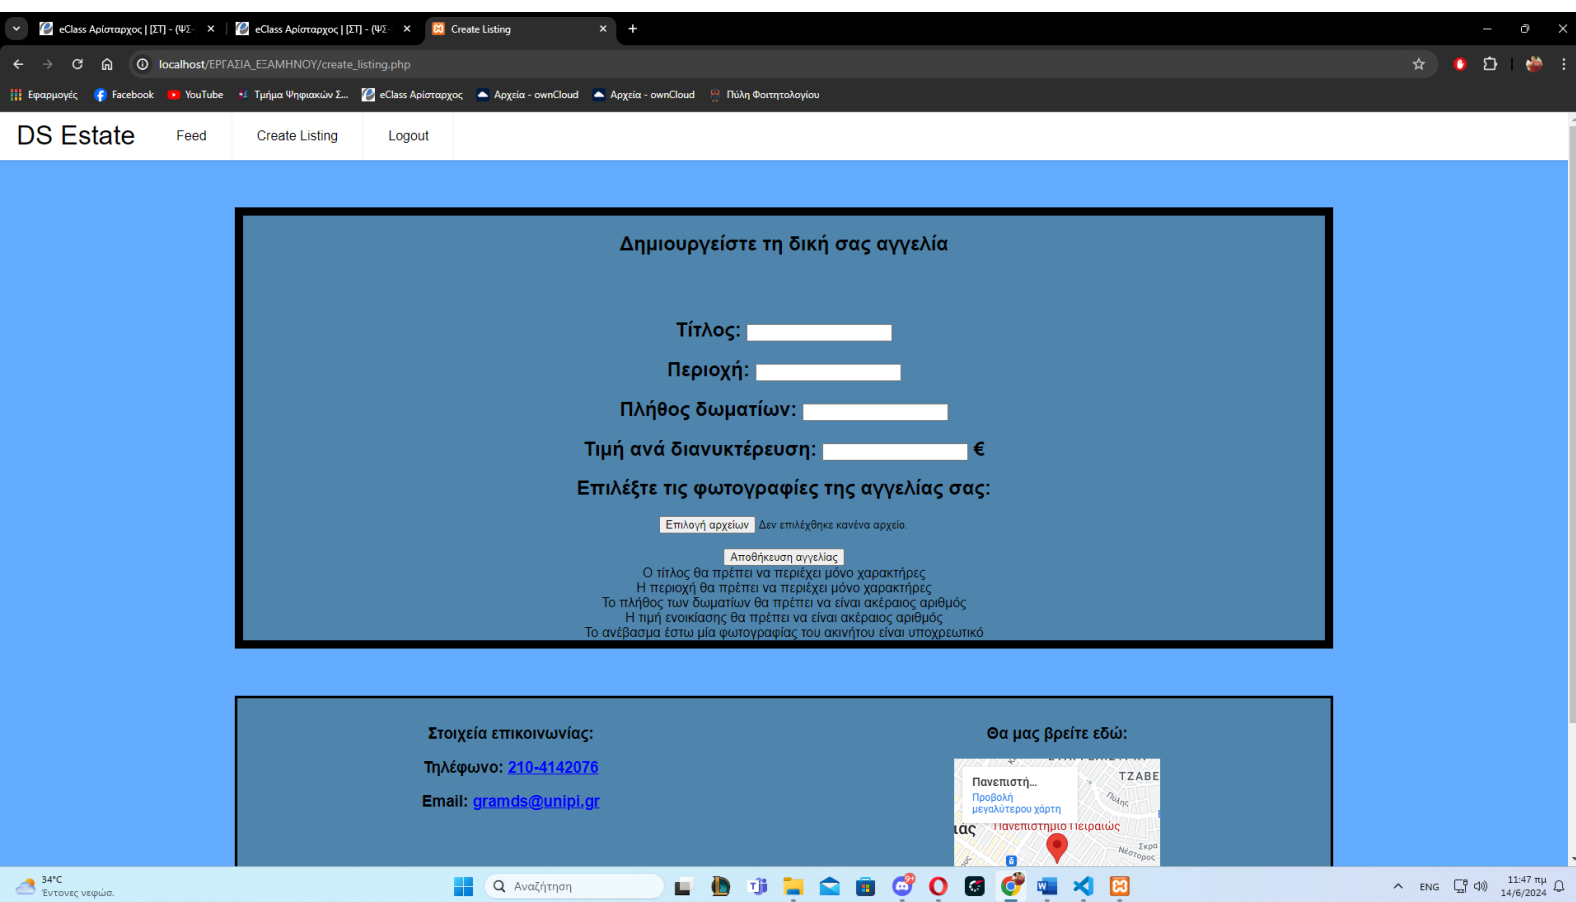 eClass Αρίσταρχος | [ΣΤ] - (ΨΣ-
eClass Αρίσταρχος | [ΣΤ] - (ΨΣ-
Create Listing
localhost/ΕΡΓΑΣΙΑ_ΕΞΑΜΗΝΟΥ/create_listing.php
Εφαρμογές Facebook YouTube Τμήμα Ψηφιακών Σ... eClass Αρίσταρχος Αρχεία - ownCloud Αρχεία - ownCloud Πύλη Φοιτητολογίου
DS Estate Feed Create Listing Logout
Δημιουργείστε τη δική σας αγγελία
Τίτλος:
Περιοχή:
Πλήθος δωματίων:
Τιμή ανά διανυκτέρευση: €
Επιλέξτε τις φωτογραφίες της αγγελίας σας:
Επιλογή αρχείων Δεν επιλέχθηκε κανένα αρχείο.
Αποθήκευση αγγελίας
Ο τίτλος θα πρέπει να περιέχει μόνο χαρακτήρες
Η περιοχή θα πρέπει να περιέχει μόνο χαρακτήρες
Το πλήθος των δωματίων θα πρέπει να είναι ακέραιος αριθμός
Η τιμή ενοικίασης θα πρέπει να είναι ακέραιος αριθμός
Το ανέβασμα έστω μία φωτογραφίας του ακινήτου είναι υποχρεωτικό
Στοιχεία επικοινωνίας:
Τηλέφωνο: 210-4142076
Email: gramds@unipi.gr
Θα μας βρείτε εδώ:
Πανεπιστή...
Προβολή
μεγαλύτερου χάρτη
ΤΖΑΒΕ
Πύλης
ιάς
Πανεπιστήμιο Πειραιώς
Σκρα
Νέστορος
34°C
Έντονες νεφώσ.
Αναζήτηση
ENG
11:47 πμ
14/6/2024